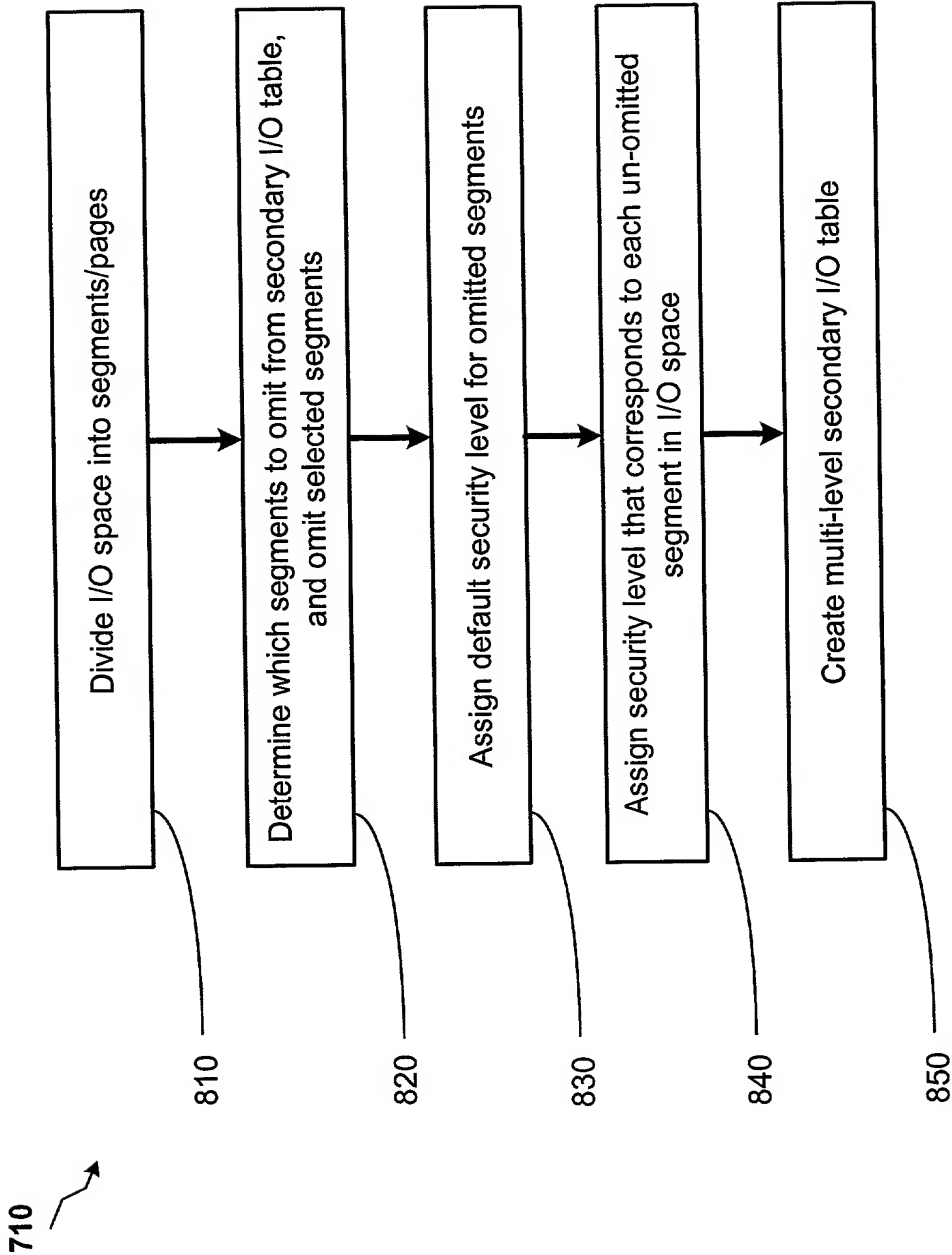 710
Divide I/O space into segments/pages
810
Determine which segments to omit from secondary I/O table,
and omit selected segments
820
Assign default security level for omitted segments
830
Assign security level that corresponds to each un-omitted
segment in I/O space
840
Create multi-level secondary I/O table
850